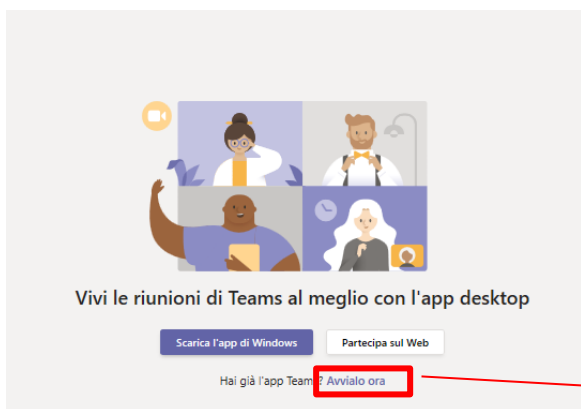 Vivi le riunioni di Teams al meglio con l'app desktop
Scarica l'app di Windows Partecipa sul Web
Hai già l'app Teams? Avvialo ora